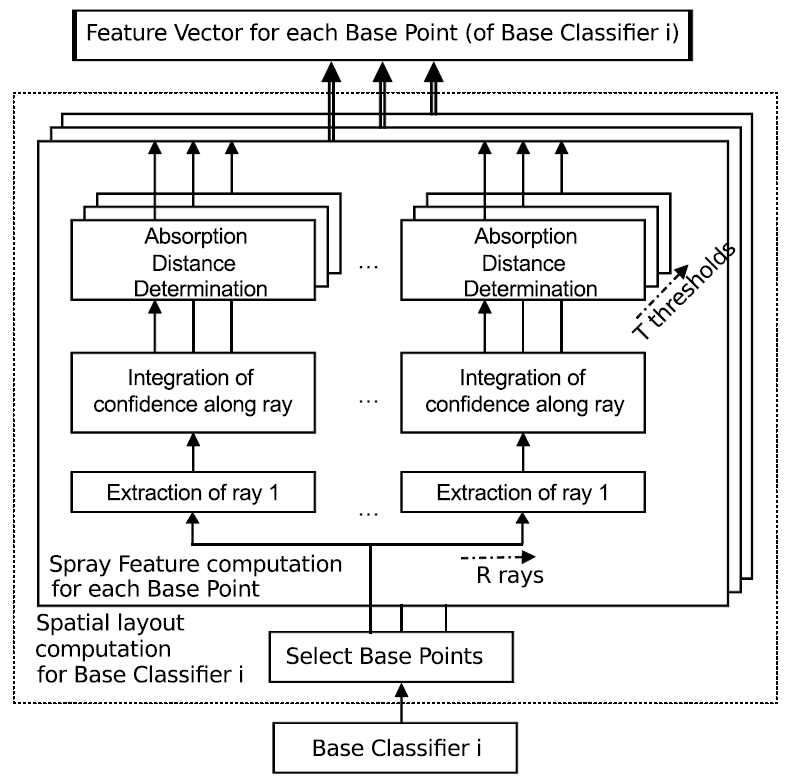 Feature Vector for each Base Point (of Base Classifier i)
Absorption
Distance
Determination
...
Absorption
Distance
Determination
T thresholds
Integration of
confidence along ray
...
Integration of
confidence along ray
Extraction of ray 1
...
Extraction of ray 1
Spray Feature computation
for each Base Point
R rays
Spatial layout
computation
for Base Classifier i
Select Base Points
Base Classifier i